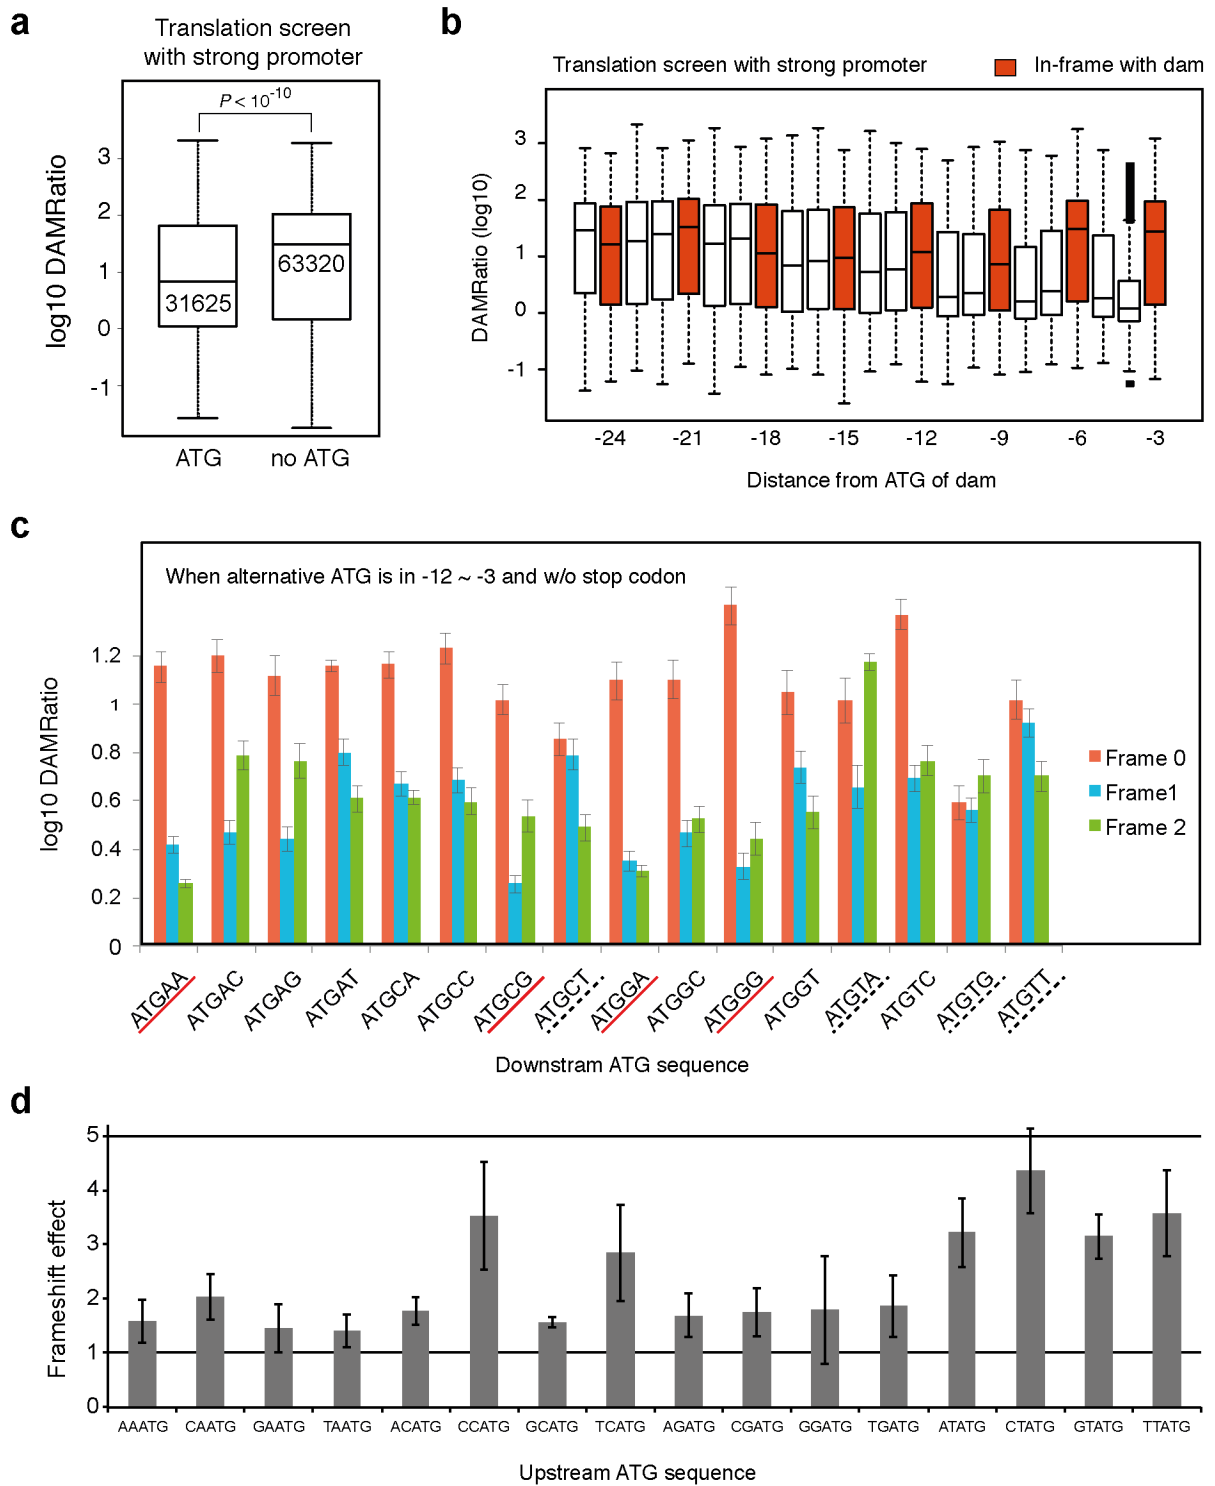 a
Translation screen
with strong promoter
P < 10-10
3
2
1
0
-1
log10 DAMRatio
31625
63320
ATG
no ATG
b
Translation screen with strong promoter
In-frame with dam
3
2
1
0
-1
DAMRatio (log10)
-24 -21 -18 -15 -12 -9 -6 -3
Distance from ATG of dam
c
When alternative ATG is in -12 ~ -3 and w/o stop codon
1.2
1
0.8
0.6
0.4
0.2
0
log10 DAMRatio
Frame 0
Frame1
Frame 2
ATGAA ATGAC ATGAG ATGAT ATGCA ATGCC ATGCG ATGCT ATGGA ATGGC ATGGG ATGGT ATGTA ATGTC ATGTG ATGTT
Downstram ATG sequence
d
5
4
3
2
1
0
Frameshift effect
AAATG CAATG GAATG TAATG ACATG CCATG GCATG TCATG AGATG CGATG GGATG TGATG ATATG CTATG GTATG TTATG
Upstream ATG sequence